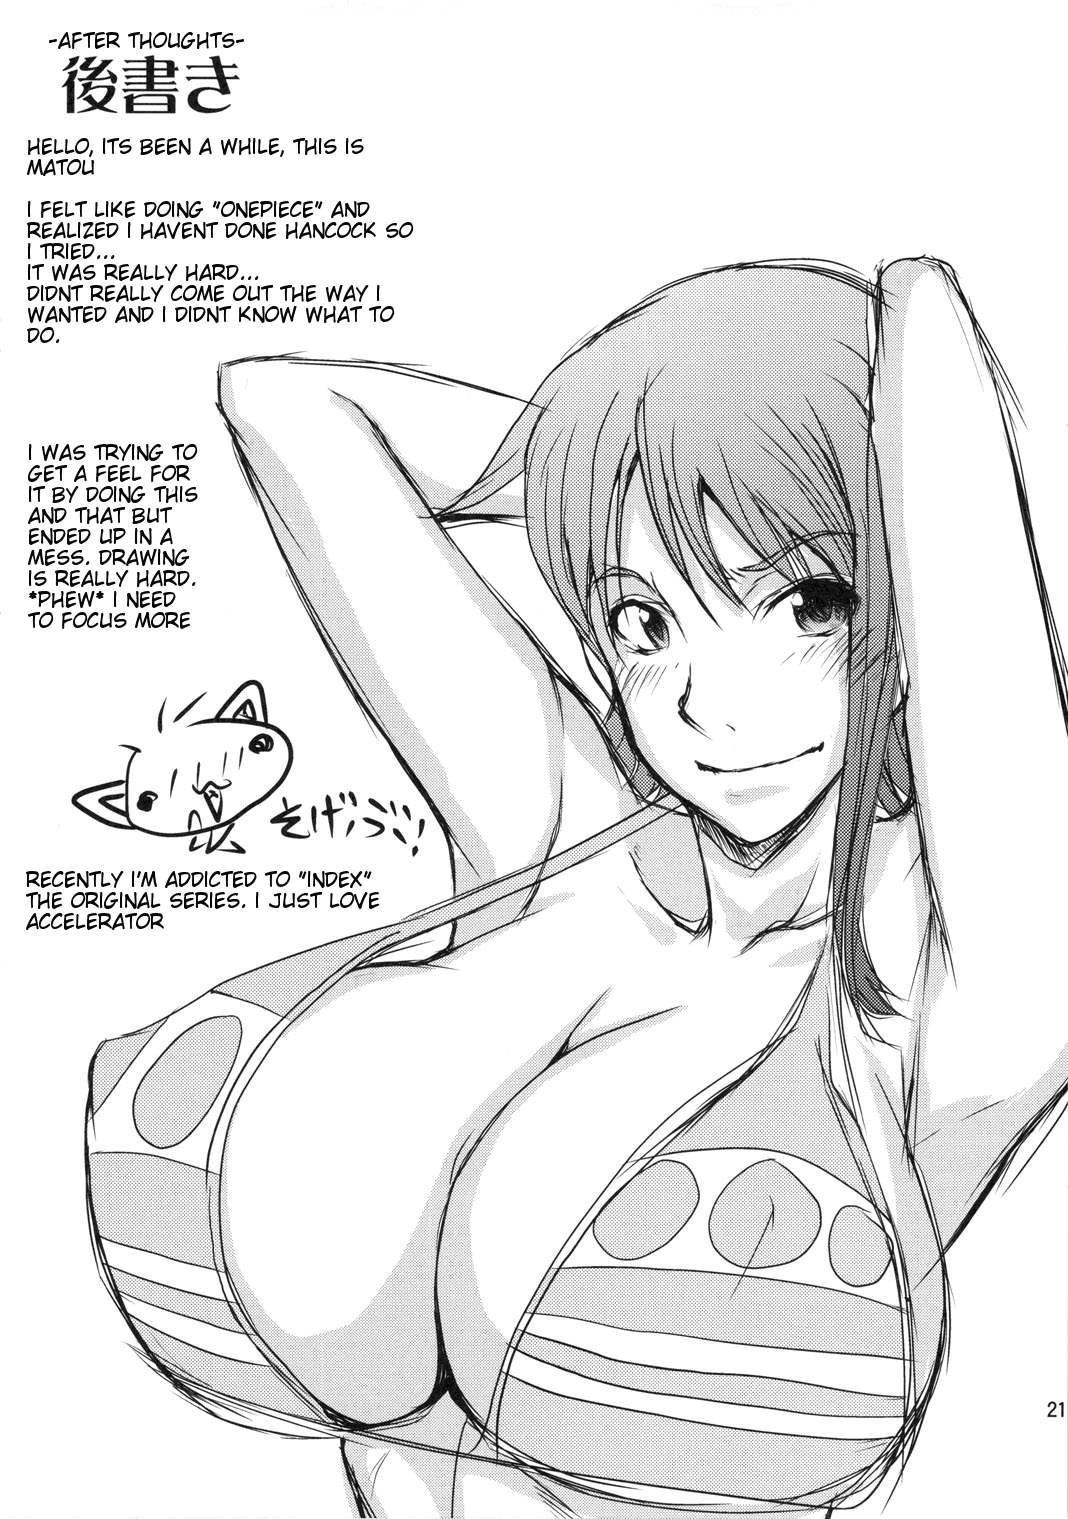 -AFTER THOUGHTS-
後書き
HELLO, ITS BEEN A WHILE, THIS IS
MATOU
I FELT LIKE DOING "ONEPIECE" AND
REALIZED I HAVENT DONE HANCOCK SO
I TRIED...
IT WAS REALLY HARD...
DIDNT REALLY COME OUT THE WAY I
WANTED AND I DIDNT KNOW WHAT TO
DO.
I WAS TRYING TO
GET A FEEL FOR
IT BY DOING THIS
AND THAT BUT
ENDED UP IN A
MESS. DRAWING
IS REALLY HARD.
*PHEW* I NEED
TO FOCUS MORE
RECENTLY I'M ADDICTED TO "INDEX"
THE ORIGINAL SERIES. I JUST LOVE
ACCELERATOR
21